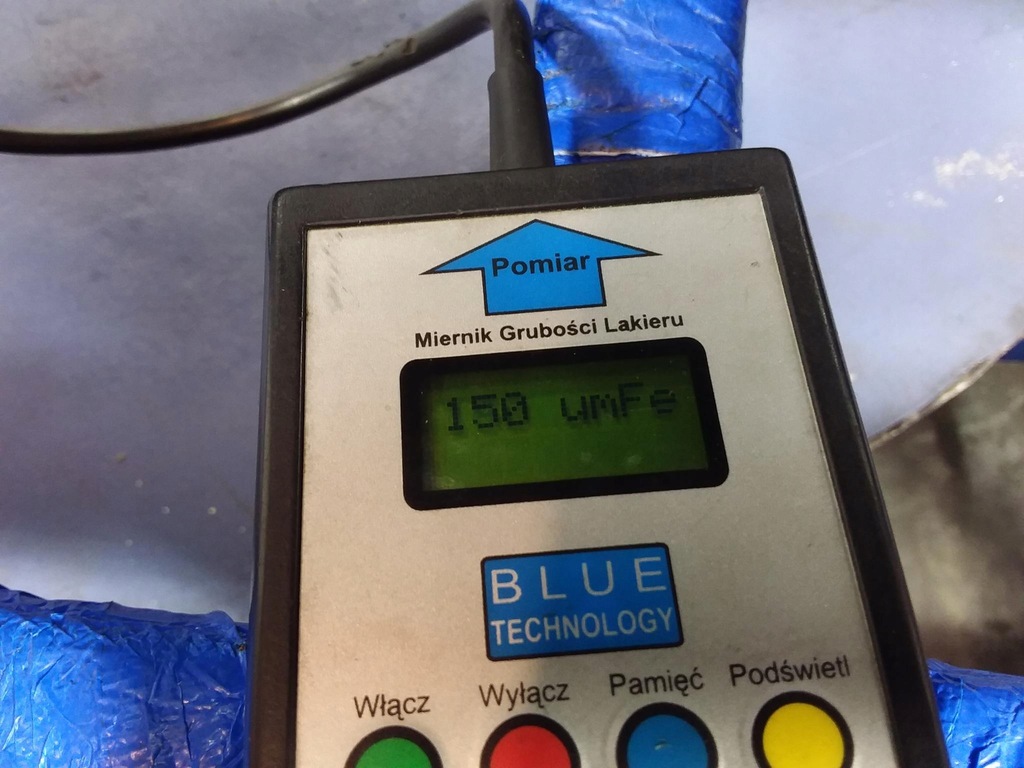 Pomiar
Miernik Grubości Lakieru
150 umFe
BLUE
TECHNOLOGY
Włącz Wyłącz Pamięć Podświetl